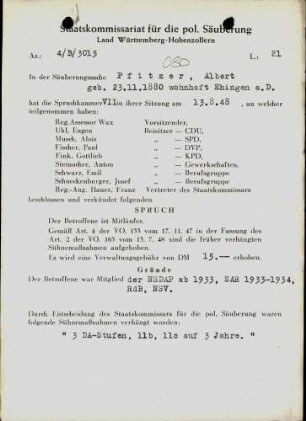 Staatskommissariat für die pol. Säuberung
Land Württemberg-Hohenzollern
Nr.: 4/S/3013 L.: 21
080
In der Säuberungssache Pfitzer, Albert
geb. 23.11.1880 wohnhaft Ehingen a.D.
hat die Spruchkammer VII in ihrer Sitzung am 13.8.48, an welcher
teilgenommen haben:
Reg.Assessor Wax Vorsitzender,
Uhl, Eugen Beisitzer — CDU,
Musch, Alois „ — SPD,
Fischer, Paul „ — DVP,
Fink, Gottlieb „ — KPD,
Steinacher, Anton „ — Gewerkschaften.
Schwarz, Emil „ — Berufsgruppe
Schneckenburger, Josef „ — Berufsgruppe
Reg.-Aug. Hauer, Franz Vertreter des Staatskommissars
beschlossen und verkündet folgenden
SPRUCH
Der Betroffene ist Mitläufer.
Gemäß Art. 4 der VO. 133 vom 17. 11. 47 in der Fassung des
Art. 2 der VO. 165 vom 13. 7. 48 sind die früher verhängten
Sühnemaßnahmen aufgehoben.
Es wird eine Verwaltungsgebühr von DM 15.— erhoben.
Gründe
Der Betroffene war Mitglied der NSDAP ab 1933, SAR 1933-1934,
RdB, NSV.
Durch Entscheidung des Staatskommissars für die pol. Säuberung waren
folgende Sühnemaßnahmen verhängt worden:
" 3 DA-Stufen, 11b, 11c auf 3 Jahre. "